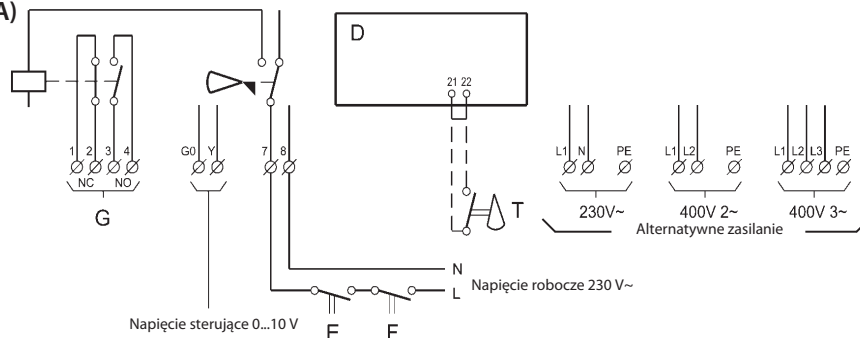 A)
D
21 22
1 2 3 4
NC NO
G
G0 Y
7 8
T
L1 N PE
230V~
L1 L2 PE
400V 2~
L1 L2 L3 PE
400V 3~
Alternatywne zasilanie
N
L
Napięcie robocze 230 V~
Napięcie sterujące 0...10 V